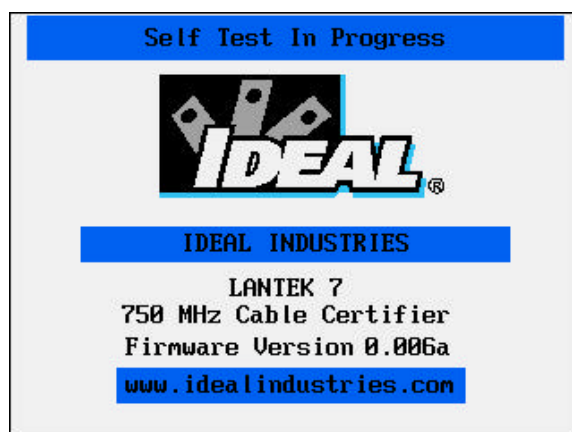 Self Test In Progress
IDEAL®
IDEAL INDUSTRIES
LANTEK 7
750 MHz Cable Certifier
Firmware Version 0.006a
www.idealindustries.com